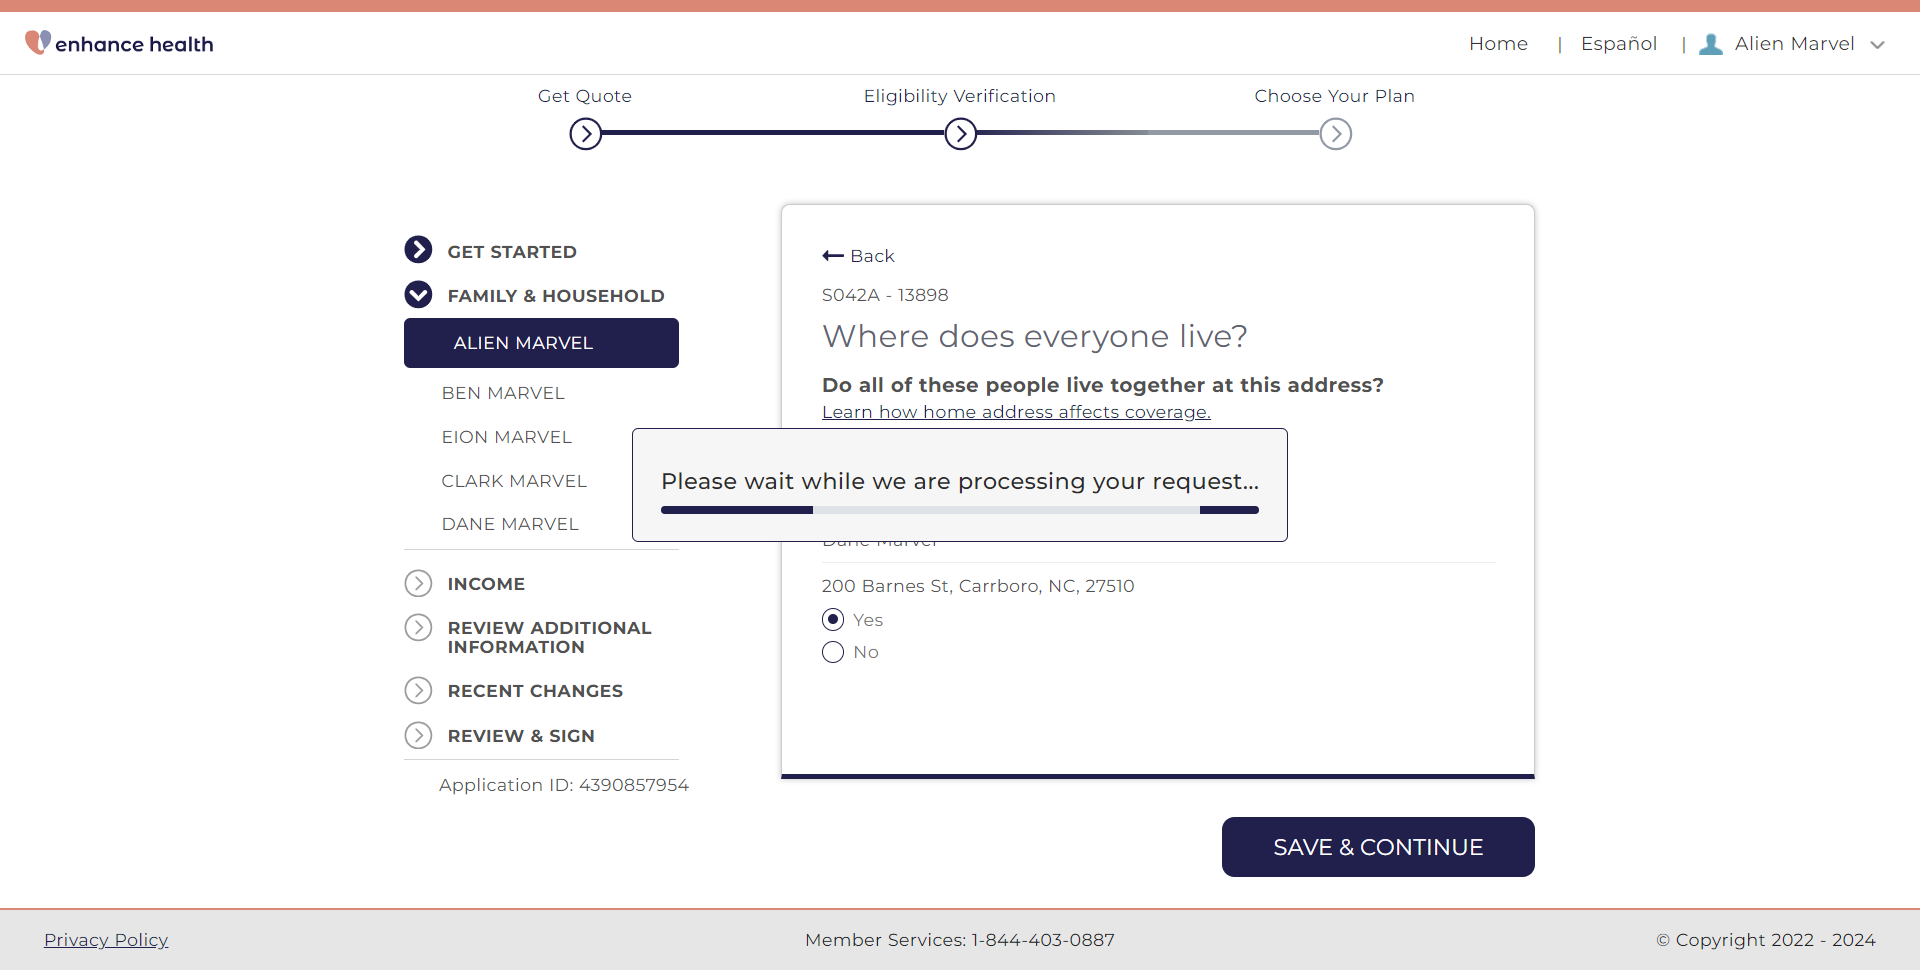 enhance health
Home | Español | Alien Marvel
Get Quote
Eligibility Verification
Choose Your Plan
GET STARTED
FAMILY & HOUSEHOLD
ALIEN MARVEL
BEN MARVEL
EION MARVEL
CLARK MARVEL
DANE MARVEL
INCOME
REVIEW ADDITIONAL
INFORMATION
RECENT CHANGES
REVIEW & SIGN
Application ID: 4390857954
Back
S042A - 13898
Where does everyone live?
Do all of these people live together at this address?
Learn how home address affects coverage.
Please wait while we are processing your request...
Dane Marvel
200 Barnes St, Carrboro, NC, 27510
Yes
No
SAVE & CONTINUE
Privacy Policy
Member Services: 1-844-403-0887
© Copyright 2022 - 2024